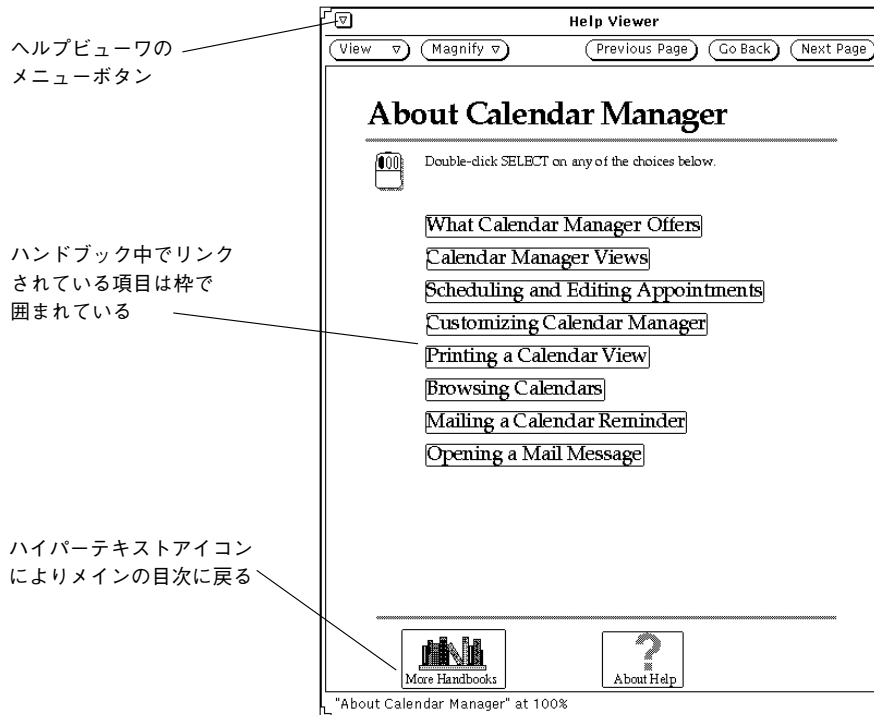 Help Viewer
ヘルプビューワの
メニューボタン
View
Magnify
Previous Page
Go Back
Next Page
About Calendar Manager
Double-click SELECT on any of the choices below.
What Calendar Manager Offers
ハンドブック中でリンク
されている項目は枠で
囲まれている
Calendar Manager Views
Scheduling and Editing Appointments
Customizing Calendar Manager
Printing a Calendar View
Browsing Calendars
Mailing a Calendar Reminder
Opening a Mail Message
ハイパーテキストアイコン
によりメインの目次に戻る
More Handbooks
About Help
"About Calendar Manager" at 100%